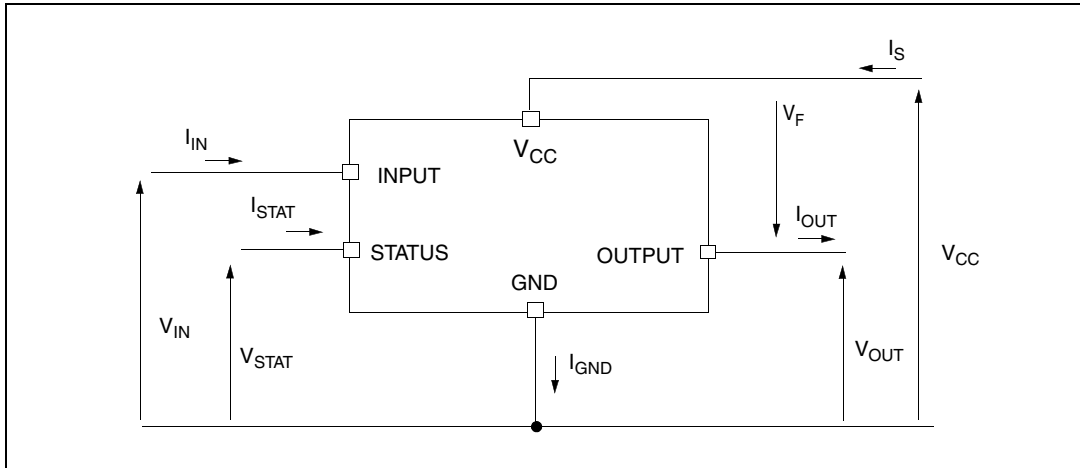 I_S
V_F
I_IN
V_CC
INPUT
I_STAT
I_OUT
STATUS
OUTPUT
V_CC
GND
V_IN
V_STAT
I_GND
V_OUT